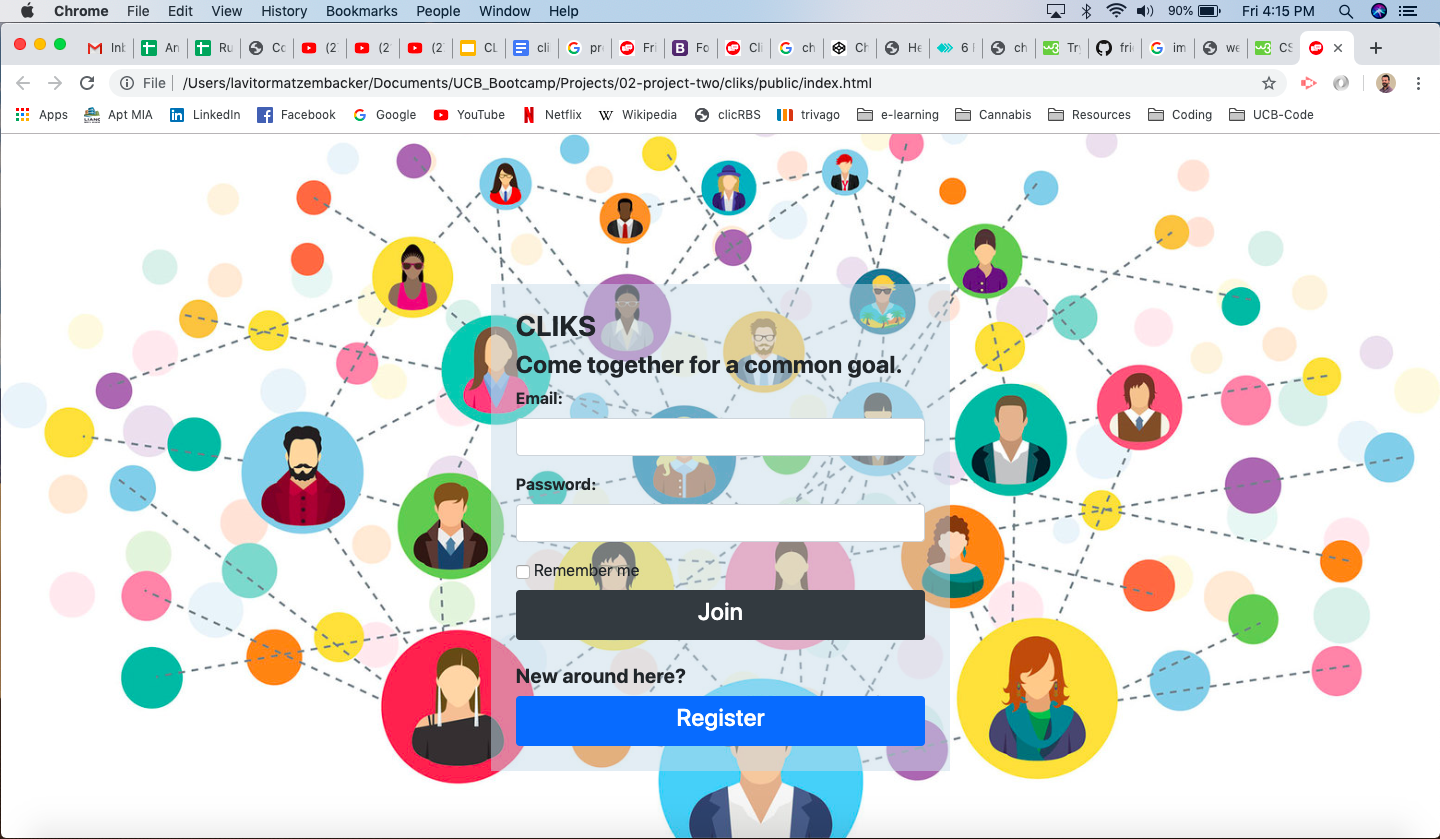 Chrome File Edit View History Bookmarks People Window Help 90% Fri 4:15 PM
Inb An Ru Co (2 (2 (2 CL cli pr Fri Fo Cli ch Ch He 6 ch Try frie im we CS
File /Users/lavitormatzembacker/Documents/UCB_Bootcamp/Projects/02-project-two/cliks/public/index.html
Apps Apt MIA LinkedIn Facebook Google YouTube Netflix Wikipedia clicRBS trivago e-learning Cannabis Resources Coding UCB-Code
CLIKS
Come together for a common goal.
Email:
Password:
Remember me
Join
New around here?
Register